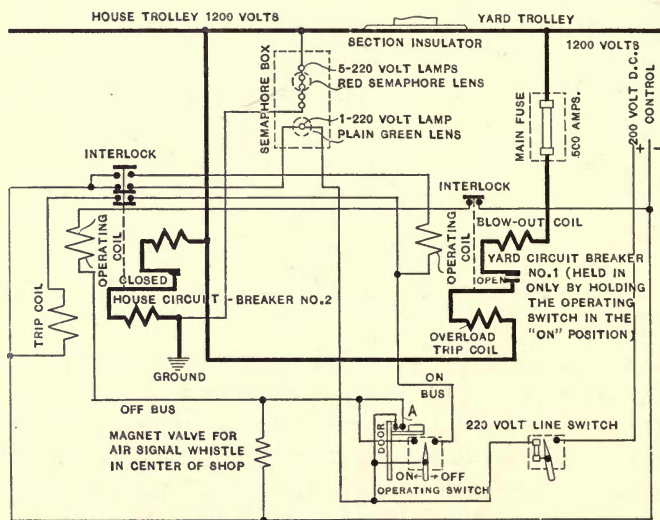 HOUSE TROLLEY 1200 VOLTS
YARD TROLLEY
SECTION INSULATOR
1200 VOLTS
SEMAPHORE BOX
5-220 VOLT LAMPS
RED SEMAPHORE LENS
1-220 VOLT LAMP
PLAIN GREEN LENS
MAIN FUSE
500 AMPS.
200 VOLT D.C.
CONTROL
+ -
INTERLOCK
INTERLOCK
OPERATING
COIL
TRIP COIL
CLOSED
HOUSE CIRCUIT - BREAKER NO.2
GROUND
OPERATING
COIL
BLOW-OUT COIL
YARD CIRCUIT BREAKER
NO.1 (HELD IN
ONLY BY HOLDING
THE OPERATING
SWITCH IN THE
"ON" POSITION)
OPEN
OVERLOAD
TRIP COIL
ON
BUS
OFF BUS
A
DOOR
220 VOLT LINE SWITCH
MAGNET VALVE FOR
AIR SIGNAL WHISTLE
IN CENTER OF SHOP
ON OFF
OPERATING SWITCH